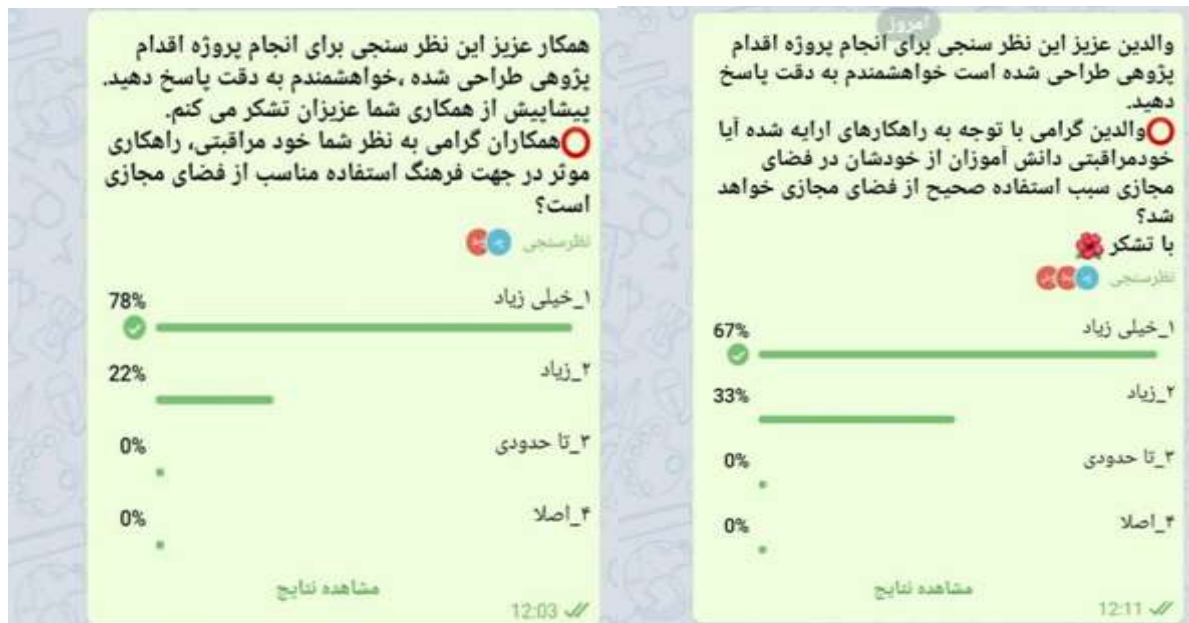 امروز
والدین عزیز این نظر سنجی برای انجام پروژه اقدام
پژوهی طراحی شده است خواهشمندم به دقت پاسخ
دهید.
والدین گرامی با توجه به راهکارهای ارایه شده آیا
خودمراقبتی دانش آموزان از خودشان در فضای
مجازی سبب استفاده صحیح از فضای مجازی خواهد
شد؟
با تشکر
نظرسنجی
۱_خیلی زیاد
67%
۲_زیاد
33%
۳_تا حدودی
0%
۴_اصلا
0%
مشاهده نتایج
12:11
همکار عزیز این نظر سنجی برای انجام پروژه اقدام
پژوهی طراحی شده ،خواهشمندم به دقت پاسخ دهید.
پیشاپیش از همکاری شما عزیزان تشکر می کنم.
همکاران گرامی به نظر شما خود مراقبتی، راهکاری
موثر در جهت فرهنگ استفاده مناسب از فضای مجازی
است؟
نظرسنجی
۱_خیلی زیاد
78%
۲_زیاد
22%
۳_تا حدودی
0%
۴_اصلا
0%
مشاهده نتایج
12:03